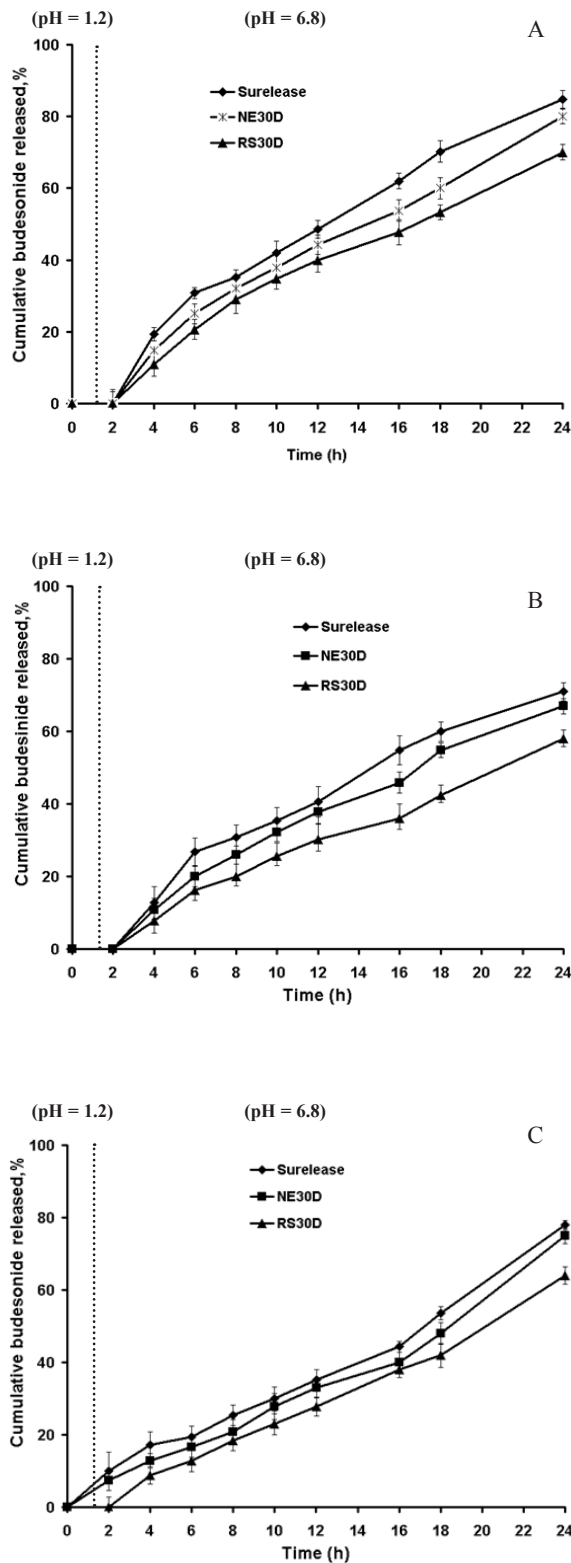 (pH = 1.2) (pH = 6.8) A
100
Surelease
80
NE30D
RS30D
60
40
20
0
Cumulative budesonide released,%
0 2 4 6 8 10 12 14 16 18 20 22 24
Time (h)
(pH = 1.2) (pH = 6.8)
100
B
Surelease
80
NE30D
RS30D
60
40
20
0
Cumulative budesinide released,%
0 2 4 6 8 10 12 14 16 18 20 22 24
Time (h)
(pH = 1.2) (pH = 6.8)
C
100
Surelease
NE30D
80
RS30D
60
40
20
0
Cumulative budesonide released,%
0 2 4 6 8 10 12 14 16 18 20 22 24
Time (h)